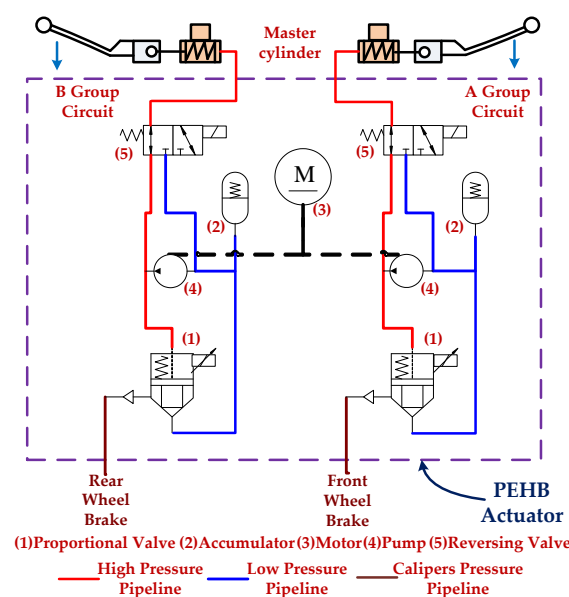 Master
cylinder
B Group
Circuit
A Group
Circuit
(5)
(5)
M
(2)
(3)
(2)
(4)
(4)
(1)
(1)
Rear
Wheel
Brake
Front
Wheel
Brake
PEHB
Actuator
(1)Proportional Valve (2)Accumulator (3)Motor(4)Pump (5)Reversing Valve
High Pressure
Pipeline
Low Pressure
Pipeline
Calipers Pressure
Pipeline